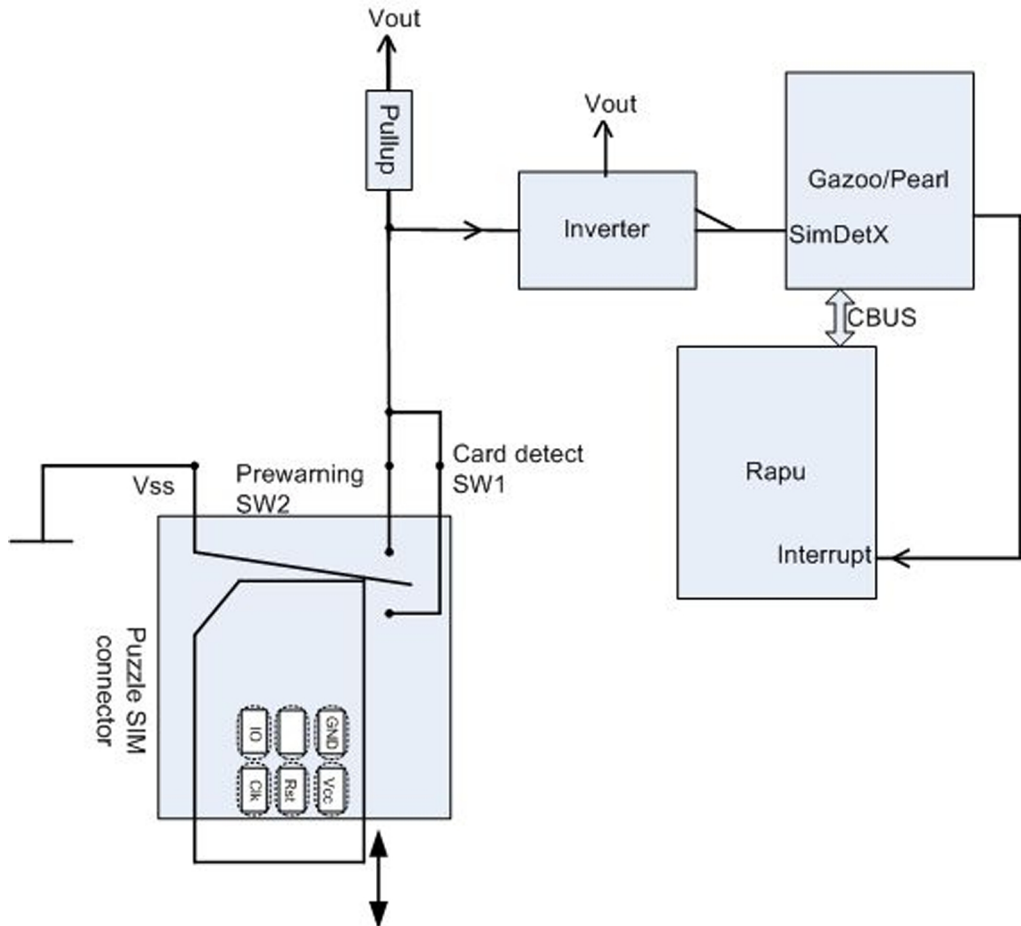 Vout
Pullup
Vout
Inverter
Gazoo/Pearl
SimDetX
CBUS
Rapu
Interrupt
Vss
Prewarning
SW2
Card detect
SW1
Puzzle SIM
connector
IO
GND
Clk
Rst
Vcc